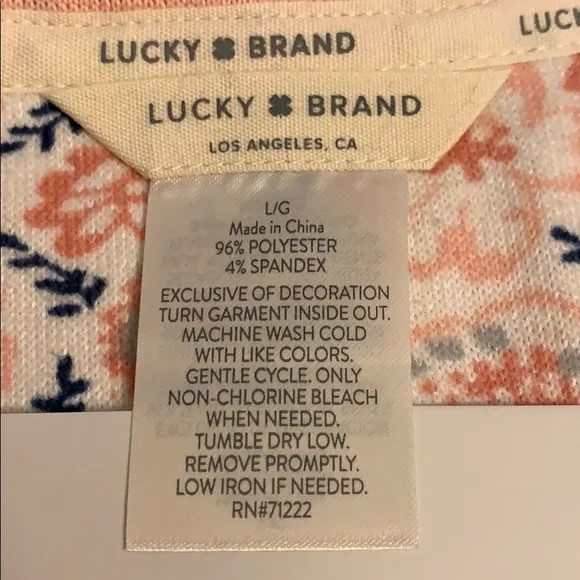 LUCKY BRAND
LUCK
LUCKY BRAND
LOS ANGELES, CA
L/G
Made in China
96% POLYESTER
4% SPANDEX
EXCLUSIVE OF DECORATION
TURN GARMENT INSIDE OUT.
MACHINE WASH COLD
WITH LIKE COLORS.
GENTLE CYCLE. ONLY
NON-CHLORINE BLEACH
WHEN NEEDED.
TUMBLE DRY LOW.
REMOVE PROMPTLY.
LOW IRON IF NEEDED.
RN#71222